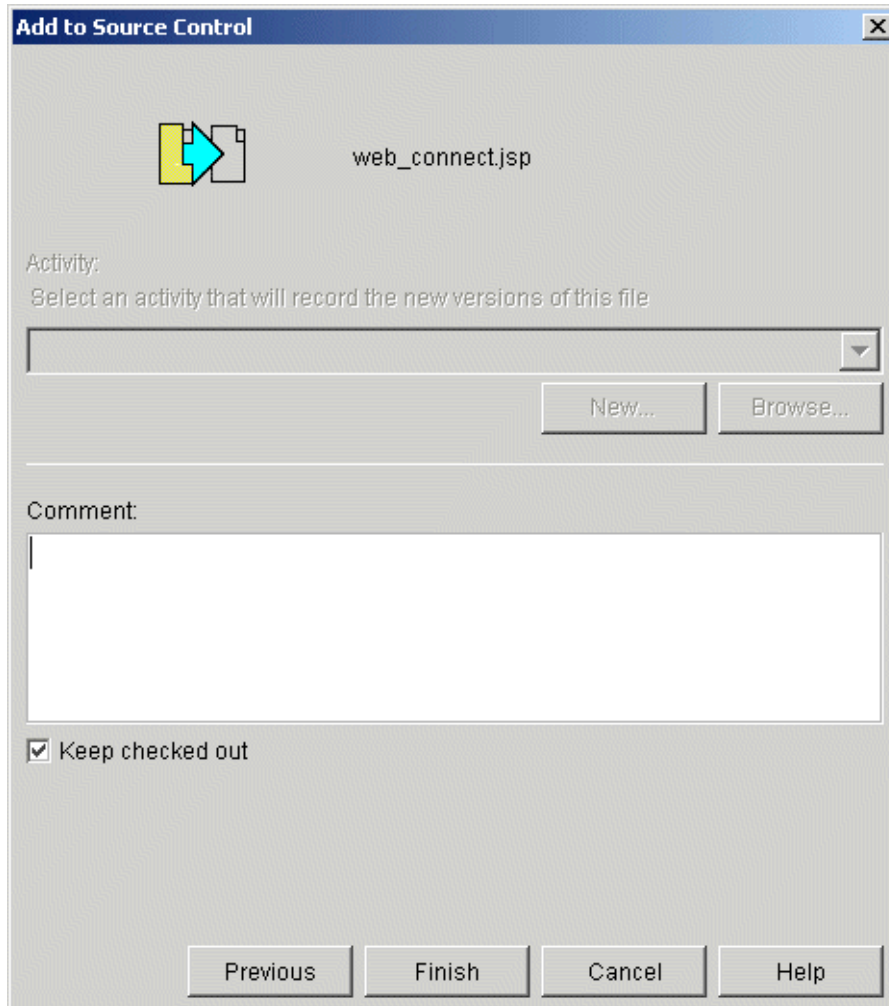 Add to Source Control
web_connect.jsp
Activity:
Select an activity that will record the new versions of this file
New... Browse...
Comment:
Keep checked out
Previous Finish Cancel Help